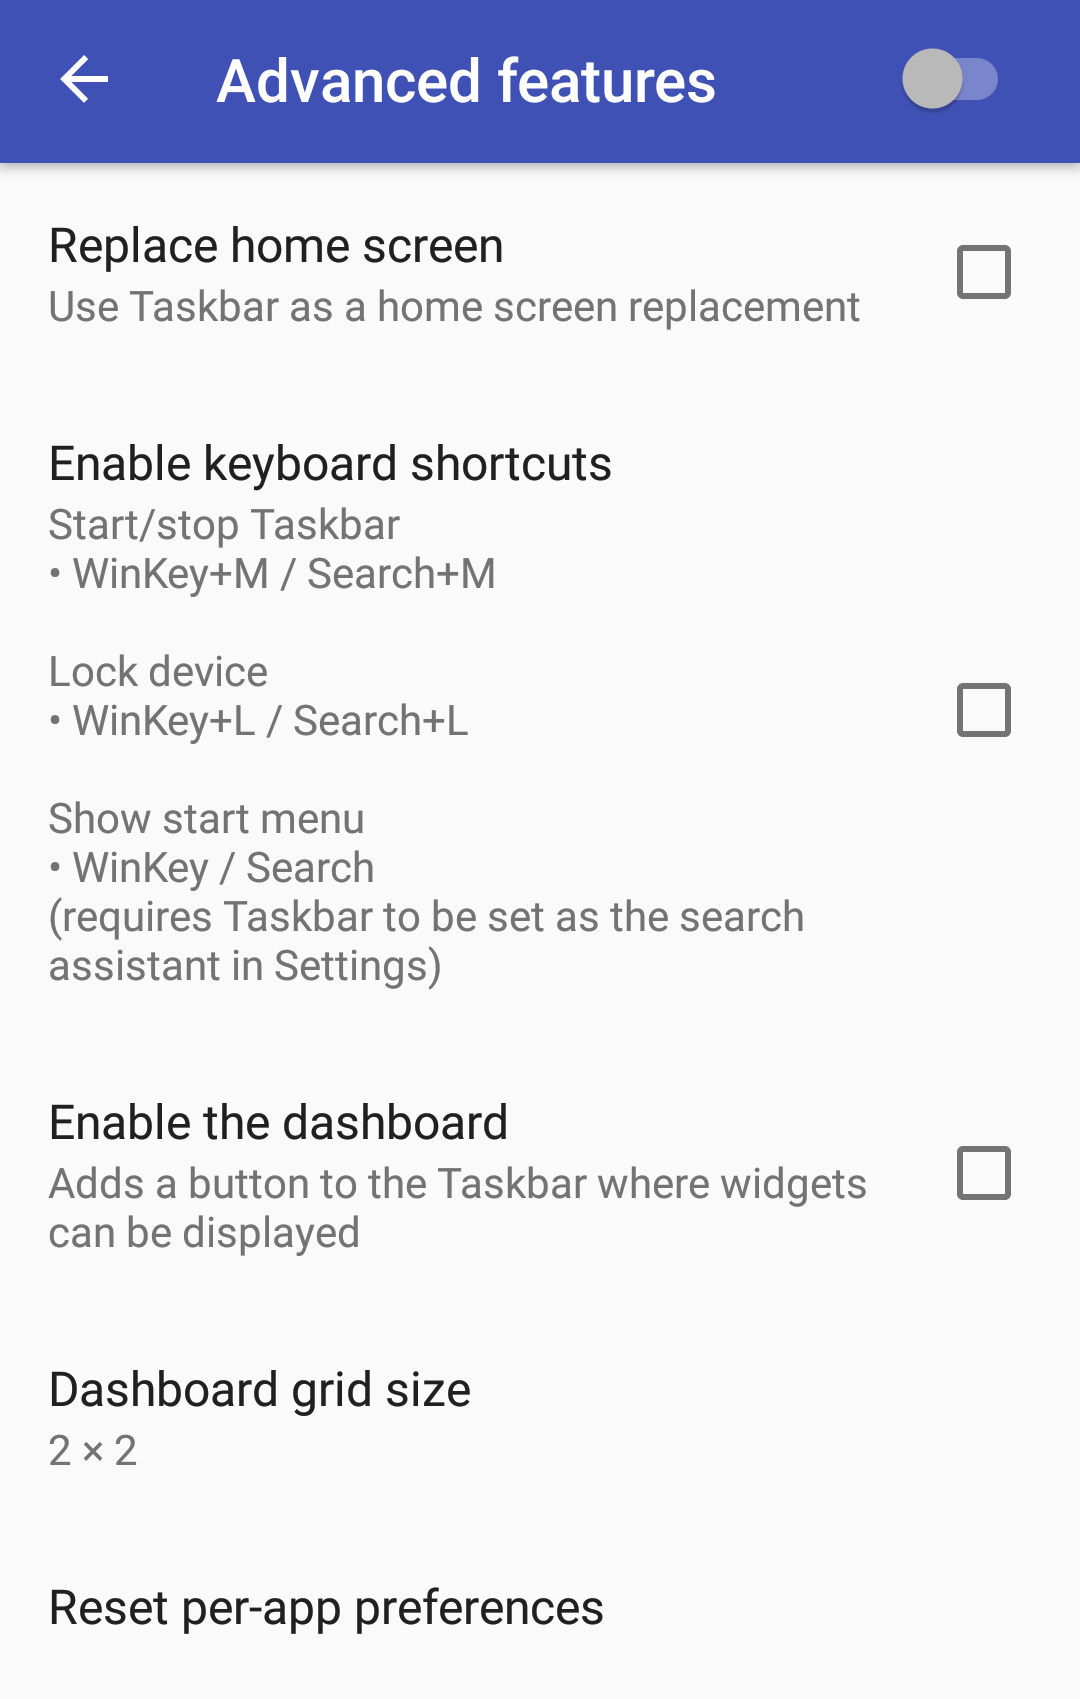 Advanced features
Replace home screen
Use Taskbar as a home screen replacement
Enable keyboard shortcuts
Start/stop Taskbar
• WinKey+M / Search+M
Lock device
• WinKey+L / Search+L
Show start menu
• WinKey / Search
(requires Taskbar to be set as the search
assistant in Settings)
Enable the dashboard
Adds a button to the Taskbar where widgets
can be displayed
Dashboard grid size
2 × 2
Reset per-app preferences